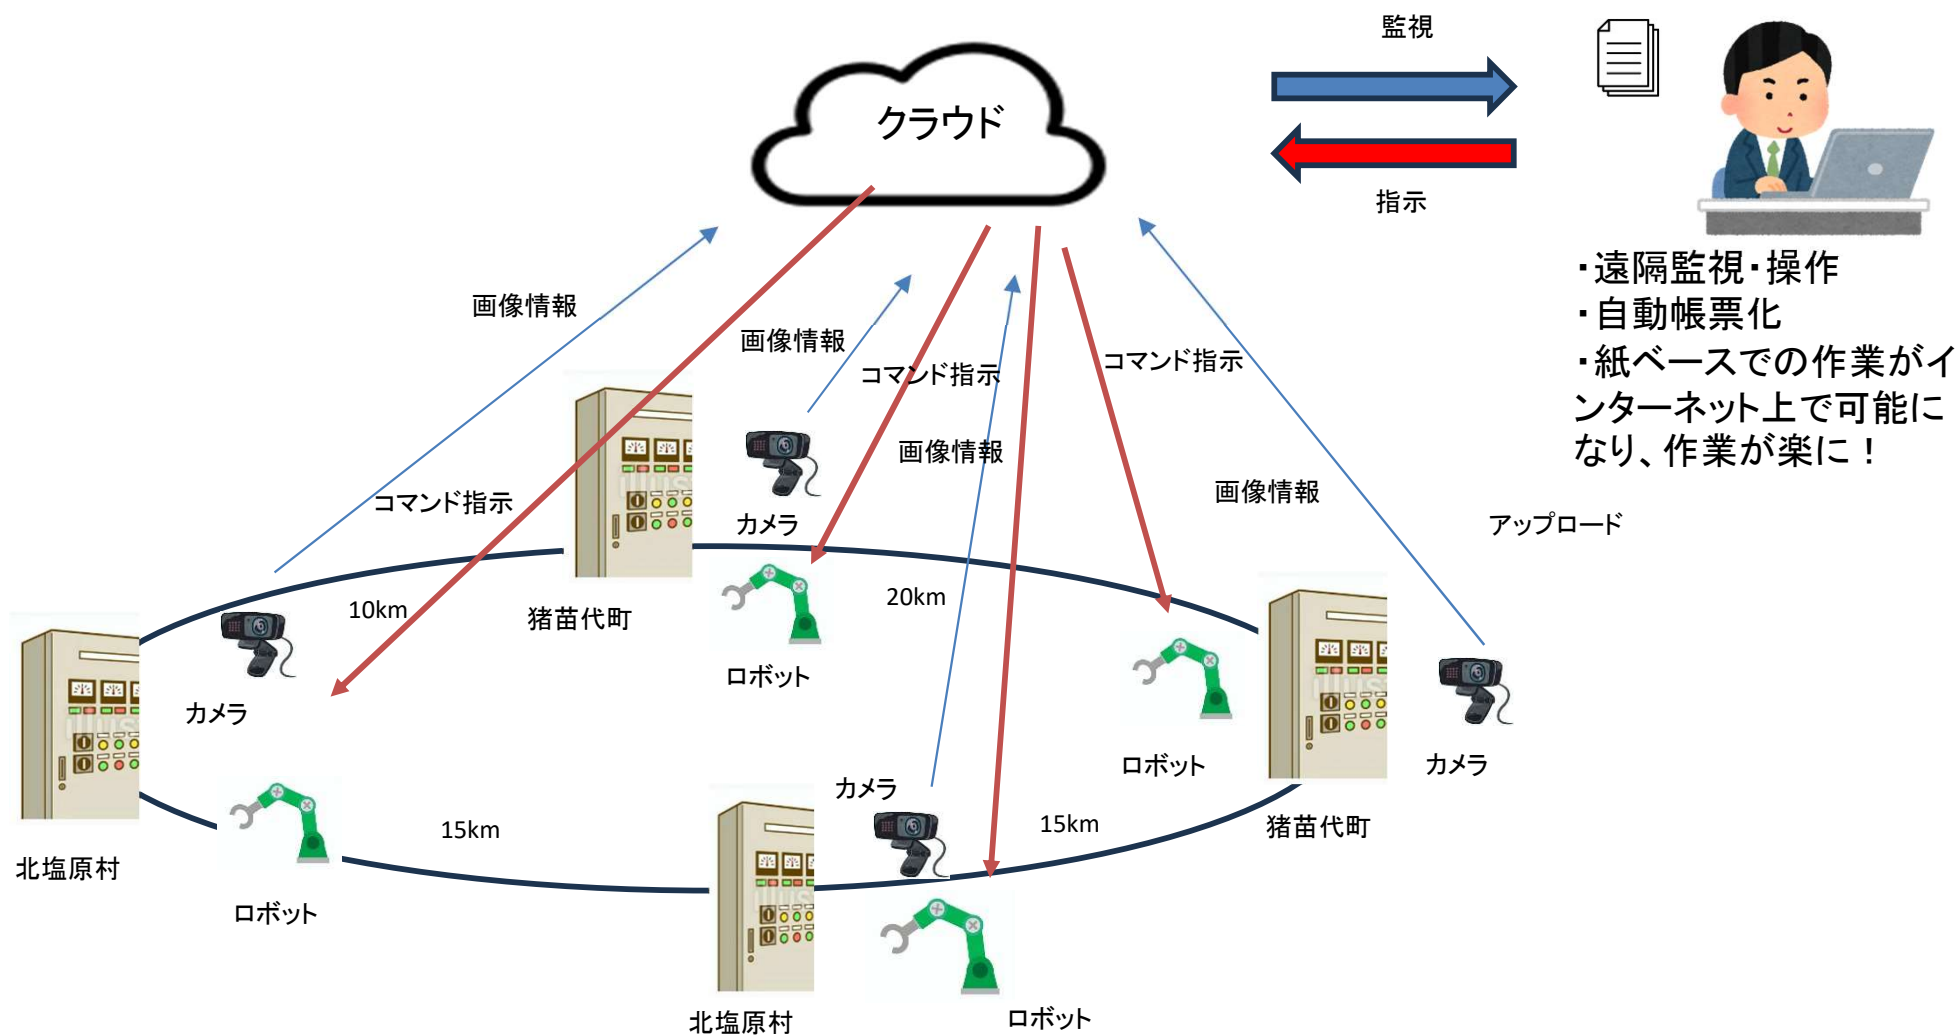 監視
クラウド
指示
・遠隔監視・操作
・自動帳票化
・紙ベースでの作業がイ
ンターネット上で可能に
なり、作業が楽に！
画像情報
画像情報
コマンド指示
コマンド指示
画像情報
コマンド指示
画像情報
カメラ
アップロード
10km
猪苗代町
20km
ロボット
カメラ
ロボット
カメラ
カメラ
15km
15km
猪苗代町
北塩原村
ロボット
北塩原村
ロボット